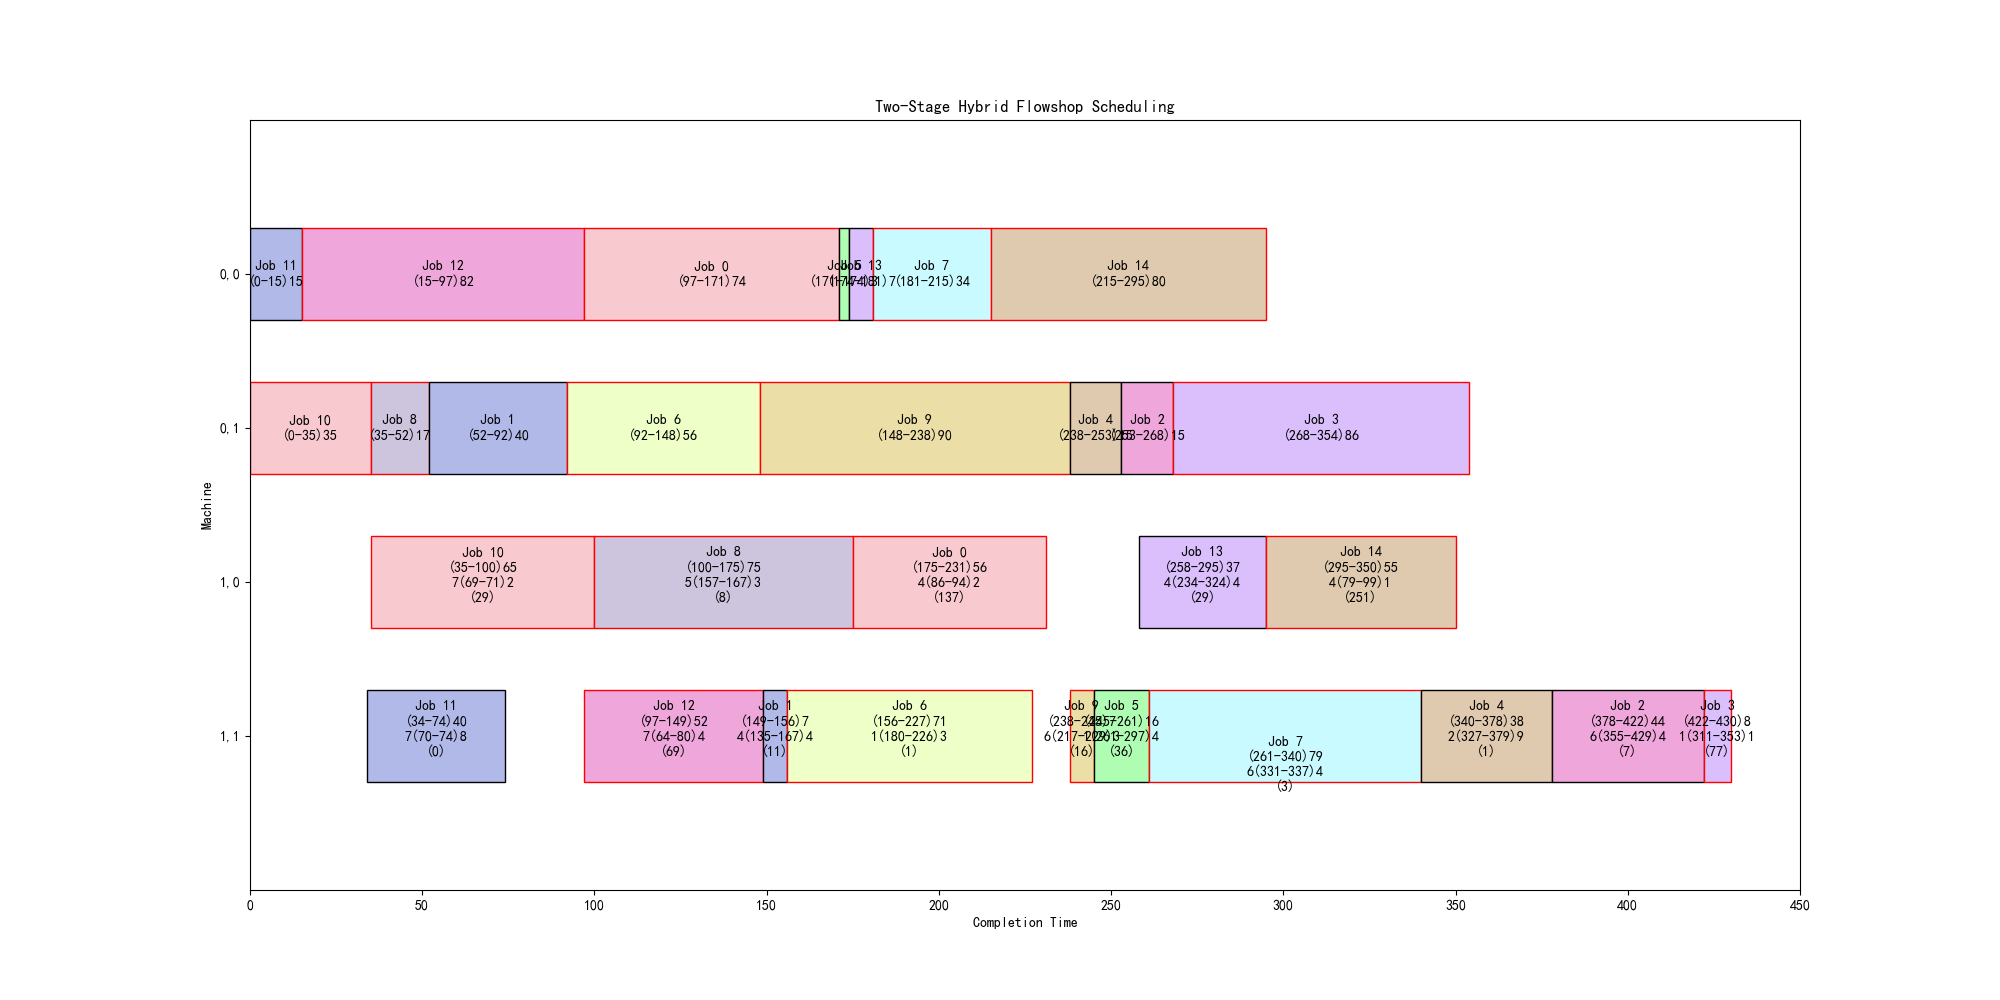 Two-Stage Hybrid Flowshop Scheduling
0,0
Job 11
(0-15)15
Job 12
(15-97)82
Job 0
(97-171)74
Job 5
Job 13
Job 7
(181-215)34
Job 14
(215-295)80
0,1
Job 10
(0-35)35
Job 8
(35-52)17
Job 1
(52-92)40
Job 6
(92-148)56
Job 9
(148-238)90
Job 4
(238-253)15
Job 2
(253-268)15
Job 3
(268-354)86
Machine
1,0
Job 10
(35-100)65
7(69-71)2
(29)
Job 8
(100-175)75
5(157-167)3
(8)
Job 0
(175-231)56
4(86-94)2
(137)
Job 13
(258-295)37
4(234-324)4
(29)
Job 14
(295-350)55
4(79-99)1
(251)
1,1
Job 11
(34-74)40
7(70-74)8
(0)
Job 12
(97-149)52
7(64-80)4
(69)
Job 1
(149-156)7
4(135-167)4
(11)
Job 6
(156-227)71
1(180-226)3
(1)
Job 9
(16)
Job 5
(245-261)16
(36)
Job 7
(261-340)79
6(331-337)4
(3)
Job 4
(340-378)38
2(327-379)9
(1)
Job 2
(378-422)44
6(355-429)4
(7)
Job 3
(422-430)8
1(311-353)1
(77)
0 50 100 150 200 250 300 350 400 450
Completion Time